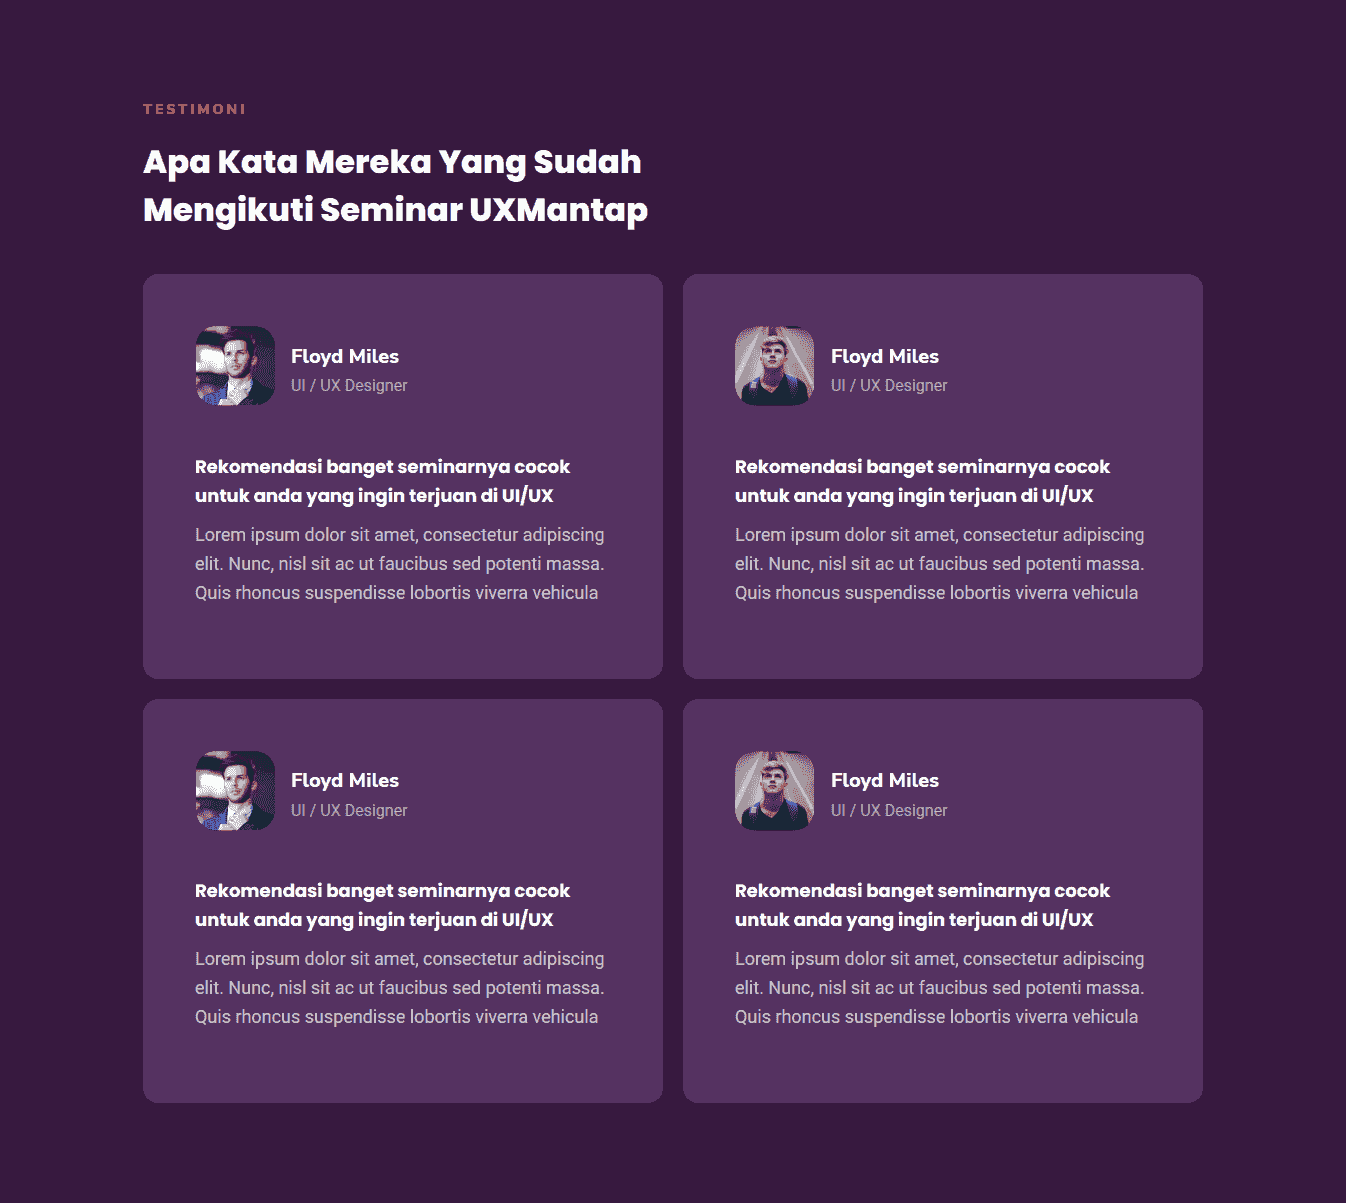 TESTIMONI
Apa Kata Mereka Yang Sudah
Mengikuti Seminar UXMantap
Floyd Miles
UI / UX Designer
Rekomendasi banget seminarnya cocok
untuk anda yang ingin terjuan di UI/UX
Lorem ipsum dolor sit amet, consectetur adipiscing
elit. Nunc, nisl sit ac ut faucibus sed potenti massa.
Quis rhoncus suspendisse lobortis viverra vehicula
Floyd Miles
UI / UX Designer
Rekomendasi banget seminarnya cocok
untuk anda yang ingin terjuan di UI/UX
Lorem ipsum dolor sit amet, consectetur adipiscing
elit. Nunc, nisl sit ac ut faucibus sed potenti massa.
Quis rhoncus suspendisse lobortis viverra vehicula
Floyd Miles
UI / UX Designer
Rekomendasi banget seminarnya cocok
untuk anda yang ingin terjuan di UI/UX
Lorem ipsum dolor sit amet, consectetur adipiscing
elit. Nunc, nisl sit ac ut faucibus sed potenti massa.
Quis rhoncus suspendisse lobortis viverra vehicula
Floyd Miles
UI / UX Designer
Rekomendasi banget seminarnya cocok
untuk anda yang ingin terjuan di UI/UX
Lorem ipsum dolor sit amet, consectetur adipiscing
elit. Nunc, nisl sit ac ut faucibus sed potenti massa.
Quis rhoncus suspendisse lobortis viverra vehicula